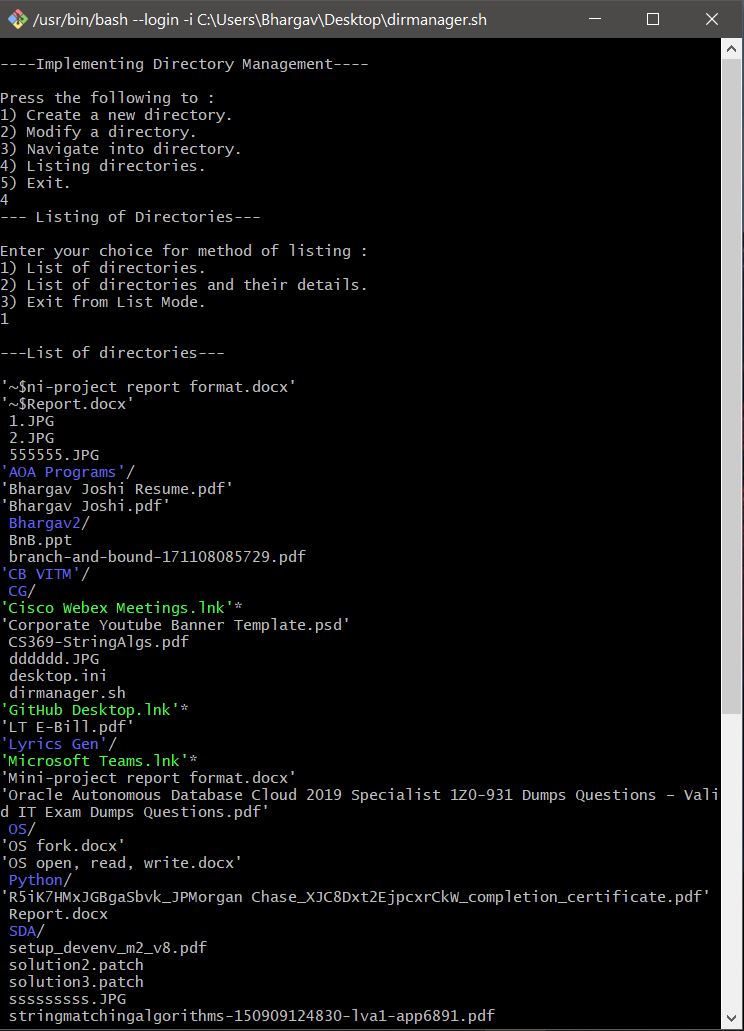 /usr/bin/bash --login -i C:\Users\Bhargav\Desktop\dirmanager.sh
----Implementing Directory Management----
Press the following to :
1) Create a new directory.
2) Modify a directory.
3) Navigate into directory.
4) Listing directories.
5) Exit.
4
--- Listing of Directories---
Enter your choice for method of listing :
1) List of directories.
2) List of directories and their details.
3) Exit from List Mode.
1
---List of directories---
'~$ni-project report format.docx'
'~$Report.docx'
1.JPG
2.JPG
555555.JPG
'AOA Programs'/
'Bhargav Joshi Resume.pdf'
'Bhargav Joshi.pdf'
Bhargav2/
BnB.ppt
branch-and-bound-171108085729.pdf
'CB VITM'/
CG/
'Cisco Webex Meetings.lnk'*
'Corporate Youtube Banner Template.psd'
CS369-StringAlgs.pdf
dddddd.JPG
desktop.ini
dirmanager.sh
'GitHub Desktop.lnk'*
'LT E-Bill.pdf'
'Lyrics Gen'/
'Microsoft Teams.lnk'*
'Mini-project report format.docx'
'Oracle Autonomous Database Cloud 2019 Specialist 1Z0-931 Dumps Questions – Vali
d IT Exam Dumps Questions.pdf'
OS/
'OS fork.docx'
'OS open, read, write.docx'
Python/
'R5iK7HMxJGBgaSbvk_JPMorgan Chase_XJC8Dxt2EjpcxrCkW_completion_certificate.pdf'
Report.docx
SDA/
setup_devenv_m2_v8.pdf
solution2.patch
solution3.patch
sssssssss.JPG
stringmatchingalgorithms-150909124830-lva1-app6891.pdf